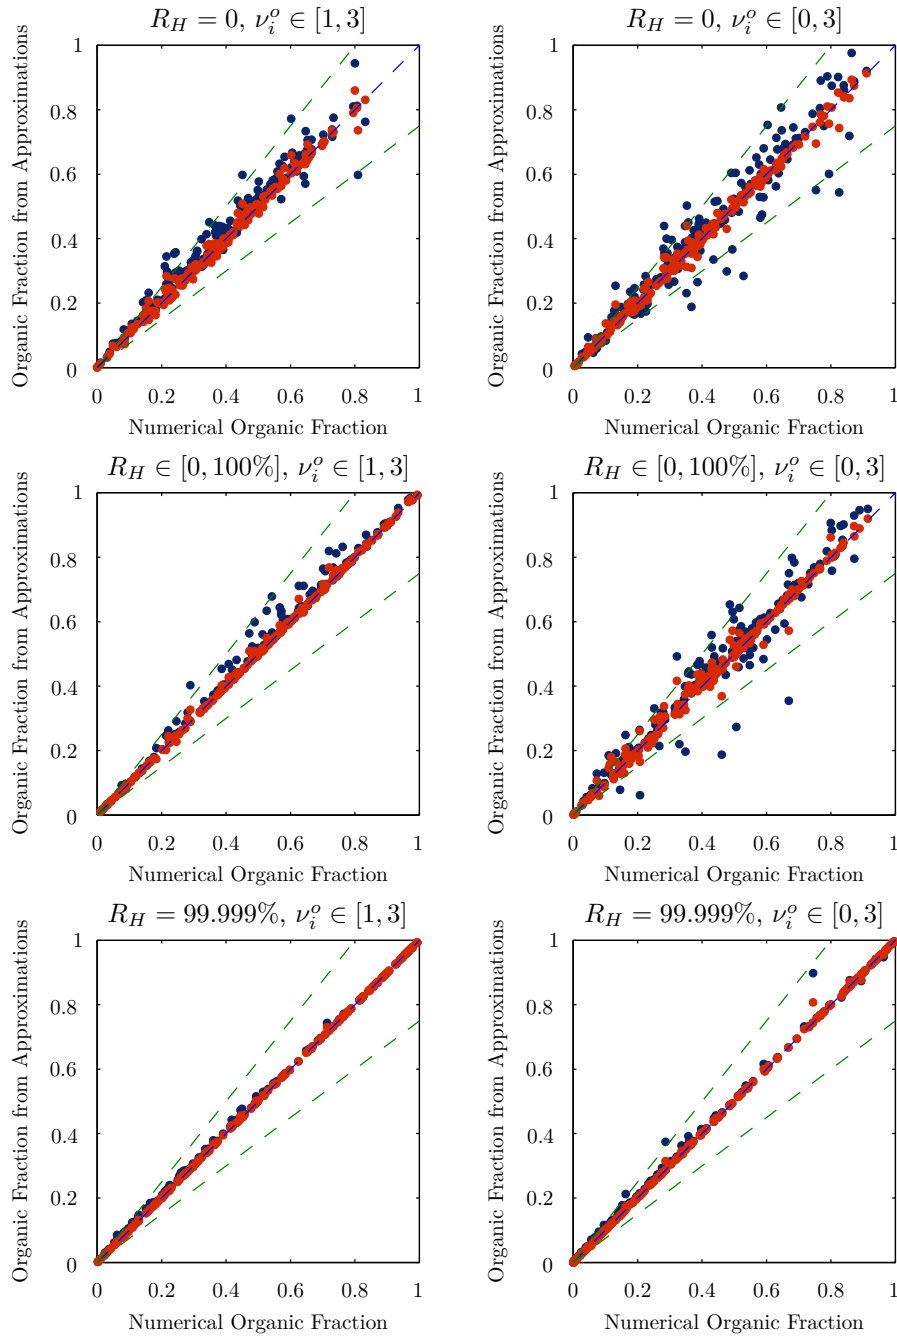 R_H = 0, ν_i^o ∈ [1, 3]
Organic Fraction from Approximations
1
0.8
0.6
0.4
0.2
0
0 0.2 0.4 0.6 0.8 1
Numerical Organic Fraction
R_H = 0, ν_i^o ∈ [0, 3]
Organic Fraction from Approximations
1
0.8
0.6
0.4
0.2
0
0 0.2 0.4 0.6 0.8 1
Numerical Organic Fraction
R_H ∈ [0, 100%], ν_i^o ∈ [1, 3]
Organic Fraction from Approximations
1
0.8
0.6
0.4
0.2
0
0 0.2 0.4 0.6 0.8 1
Numerical Organic Fraction
R_H ∈ [0, 100%], ν_i^o ∈ [0, 3]
Organic Fraction from Approximations
1
0.8
0.6
0.4
0.2
0
0 0.2 0.4 0.6 0.8 1
Numerical Organic Fraction
R_H = 99.999%, ν_i^o ∈ [1, 3]
Organic Fraction from Approximations
1
0.8
0.6
0.4
0.2
0
0 0.2 0.4 0.6 0.8 1
Numerical Organic Fraction
R_H = 99.999%, ν_i^o ∈ [0, 3]
Organic Fraction from Approximations
1
0.8
0.6
0.4
0.2
0
0 0.2 0.4 0.6 0.8 1
Numerical Organic Fraction